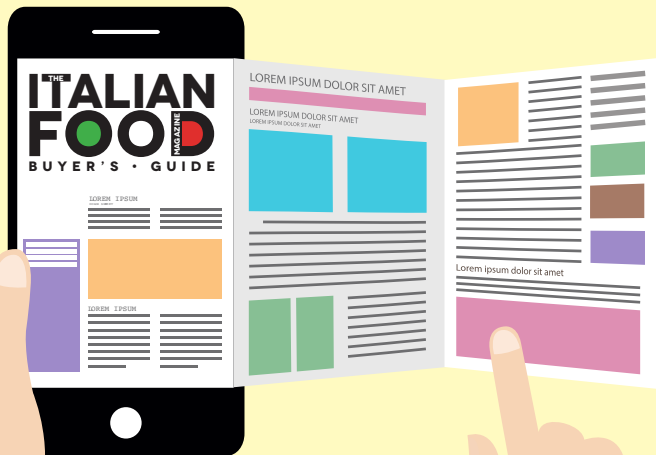 THE
ITALIAN
FOOD
MAGAZINE
BUYER'S • GUIDE
LOREM IPSUM
LOREM IPSUM
LOREM IPSUM DOLOR SIT AMET
LOREM IPSUM DOLOR SIT AMET
LOREM IPSUM DOLOR SIT AMET
Lorem ipsum dolor sit amet